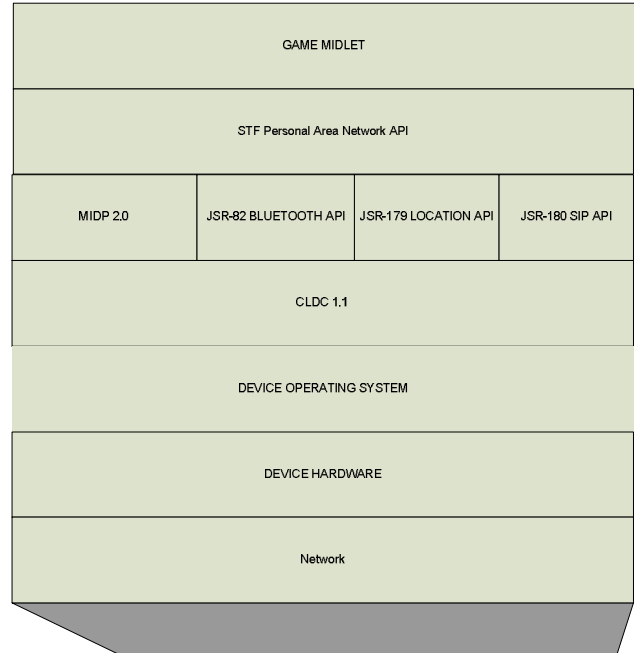 GAME MIDLET
STF Personal Area Network API
MIDP 2.0
JSR-82 BLUETOOTH API
JSR-179 LOCATION API
JSR-180 SIP API
CLDC 1.1
DEVICE OPERATING SYSTEM
DEVICE HARDWARE
Network